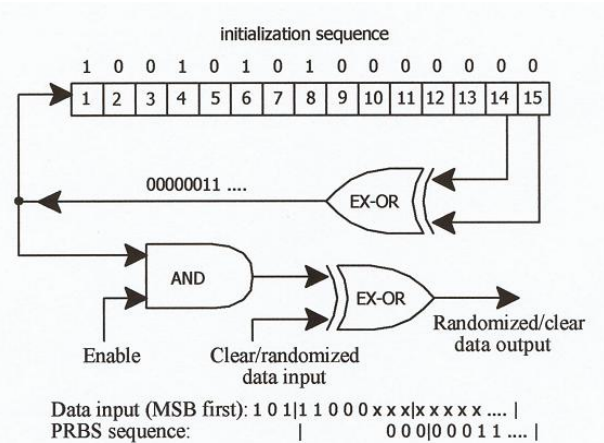 initialization sequence
1 0 0 1 0 1 0 1 0 0 0 0 0 0 0
1 2 3 4 5 6 7 8 9 10 11 12 13 14 15
00000011 ....
EX-OR
AND
EX-OR
Enable
Clear/randomized
data input
Randomized/clear
data output
Data input (MSB first): 1 0 1|1 1 0 0 0 x x x|x x x x x .... |
PRBS sequence: | 0 0 0|0 0 0 1 1 .... |